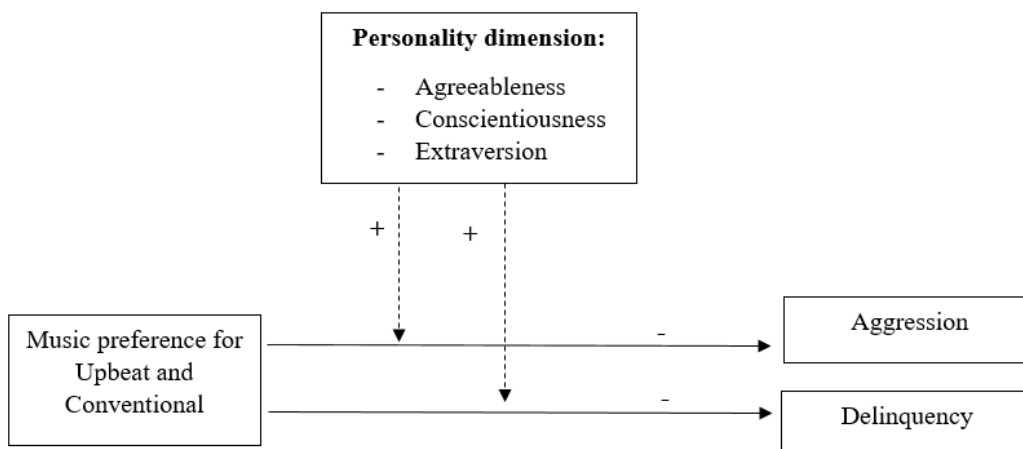 Personality dimension:
- Agreeableness
- Conscientiousness
- Extraversion
+
+
Music preference for
Upbeat and
Conventional
-
Aggression
-
Delinquency